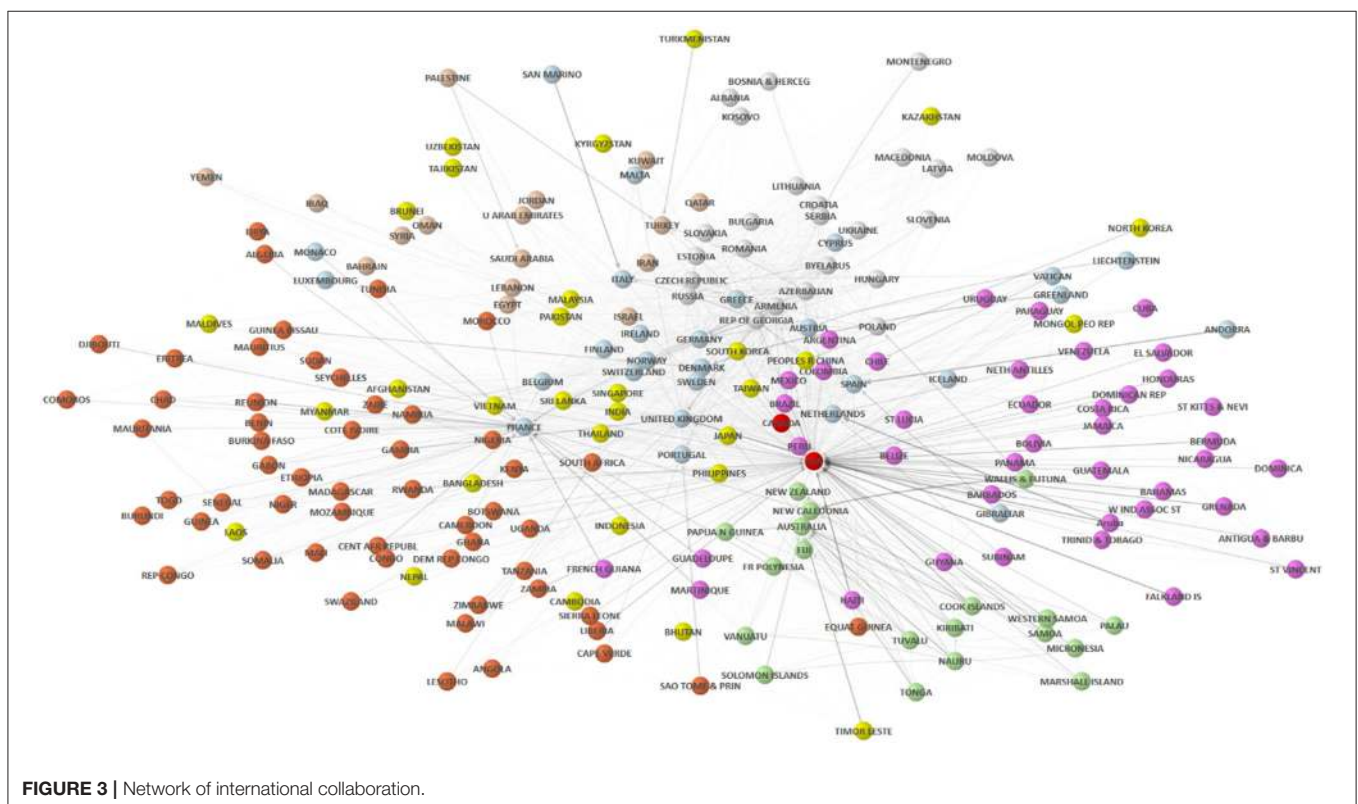 TURKMENISTAN
PALESTINE
SAN MARINO
MONTENEGRO
BOSNIA & HERCEG
ALBANIA
KOSOVO
KAZAKHSTAN
UZBEKISTAN
KYRGYZSTAN
TAJIKISTAN
KUWAIT
MALTA
MACEDONIA
MOLDOVA
LATVIA
YEMEN
LITHUANIA
IRAQ
JORDAN
QATAR
CROATIA
BRUNEI
U ARAB EMIRATES
SERBIA
OMAN
TURKEY
BULGARIA
SLOVENIA
SYRIA
SLOVAKIA
UKRAINE
NORTH KOREA
LIBYA
CYPRUS
ALGERIA
MONACO
SAUDI ARABIA
ESTONIA
ROMANIA
BAHRAIN
IRAN
BYELARUS
LIECHTENSTEIN
LUXEMBOURG
ITALY
CZECH REPUBLIC
HUNGARY
VATICAN
TUNISIA
LEBANON
RUSSIA
AZERBAIJAN
GREENLAND
EGYPT
MALAYSIA
GREECE
ARMENIA
URUGUAY
PARAGUAY
CUBA
MALDIVES
GUINEA BISSAU
MOROCCO
PAKISTAN
ISRAEL
REP OF GEORGIA
AUSTRIA
POLAND
MONGOL PEO REP
ANDORRA
DJIBOUTI
MAURITIUS
IRELAND
GERMANY
ARGENTINA
ERITREA
SUDAN
FINLAND
SOUTH KOREA
VENEZUELA
EL SALVADOR
SEYCHELLES
NORWAY
DENMARK
PEOPLES R CHINA
CHILE
NETH ANTILLES
AFGHANISTAN
BELGIUM
SWITZERLAND
SWEDEN
COLOMBIA
SPAIN
ICELAND
HONDURAS
COMOROS
CHAD
REUNION
ZAIRE
SINGAPORE
TAIWAN
MEXICO
DOMINICAN REP
MYANMAR
NAMIBIA
VIETNAM
SRI LANKA
INDIA
BRAZIL
ECUADOR
COSTA RICA
ST KITTS & NEVI
MAURITANIA
BENIN
COTE IVOIRE
FRANCE
UNITED KINGDOM
CANADA
NETHERLANDS
ST LUCIA
JAMAICA
BURKINA FASO
NIGERIA
THAILAND
JAPAN
PERU
BOLIVIA
BERMUDA
GAMBIA
PORTUGAL
BELIZE
PANAMA
NICARAGUA
GABON
KENYA
SOUTH AFRICA
GUATEMALA
DOMINICA
ETHIOPIA
BANGLADESH
PHILIPPINES
WALLIS & FUTUNA
MADAGASCAR
RWANDA
NEW ZEALAND
BARBADOS
BAHAMAS
TOGO
SENEGAL
NIGER
MOZAMBIQUE
BOTSWANA
NEW CALEDONIA
GIBRALTAR
W IND ASSOC ST
GRENADA
BURUNDI
GUINEA
CAMEROON
UGANDA
INDONESIA
PAPUA N GUINEA
AUSTRALIA
Aruba
LAOS
GHANA
TRINID & TOBAGO
ANTIGUA & BARBU
SOMALIA
MALI
CENT AFR REPUBL
CONGO
DEM REP CONGO
FIJI
GUYANA
SURINAM
REP CONGO
NEPAL
TANZANIA
FRENCH GUIANA
GUADELOUPE
FR POLYNESIA
ST VINCENT
SWAZILAND
ZAMBIA
MARTINIQUE
HAITI
FALKLAND IS
ZIMBABWE
CAMBODIA
COOK ISLANDS
MALAWI
SIERRA LEONE
WESTERN SAMOA
LIBERIA
BHUTAN
VANUATU
EQUAT GUINEA
KIRIBATI
SAMOA
PALAU
TUVALU
CAPE VERDE
MICRONESIA
NAURU
ANGOLA
SOLOMON ISLANDS
LESOTHO
SAO TOME & PRIN
TONGA
MARSHALL ISLAND
TIMOR LESTE
FIGURE 3 | Network of international collaboration.